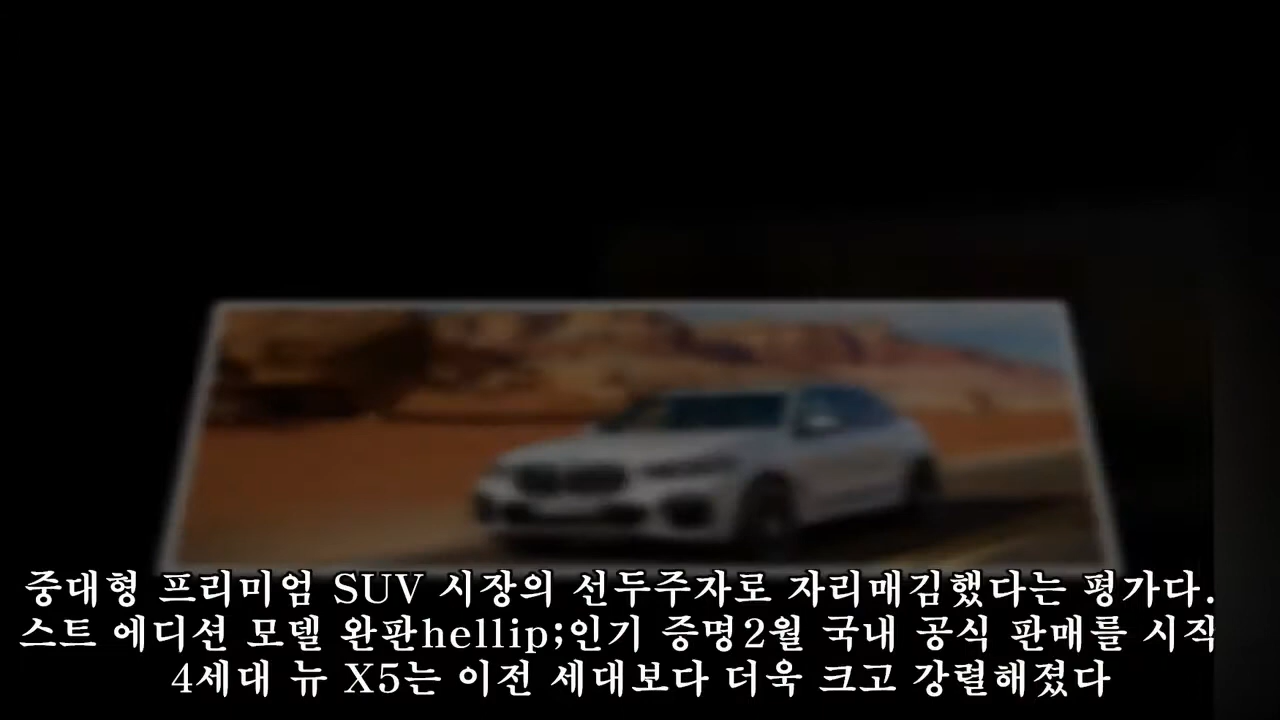 중대형 프리미엄 SUV 시장의 선두주자로 자리매김했다는 평가다.
스트 에디션 모델 완판hellip;인기 증명2월 국내 공식 판매를 시작
4세대 뉴 X5는 이전 세대보다 더욱 크고 강렬해졌다